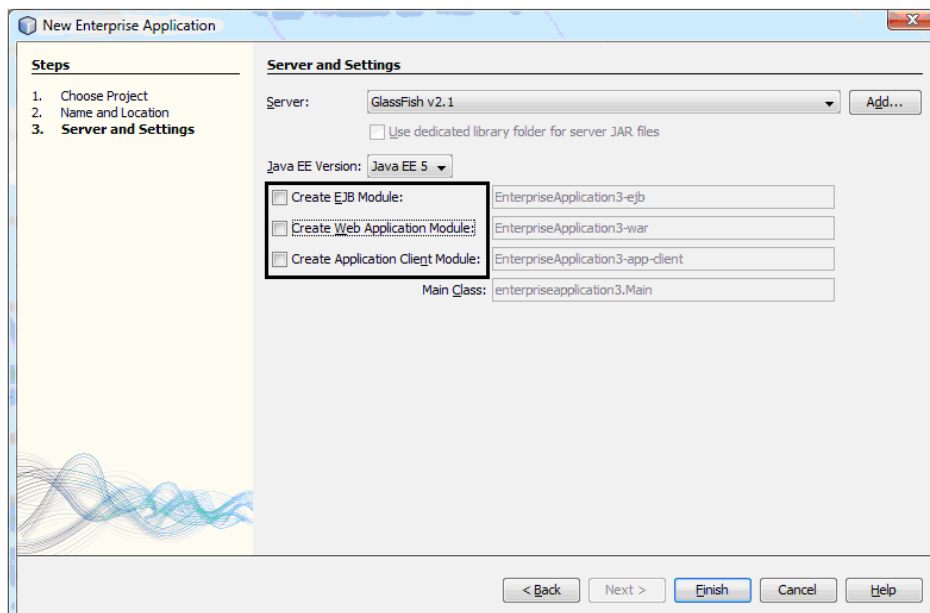 New Enterprise Application
Steps
1. Choose Project
2. Name and Location
3. Server and Settings
Server and Settings
Server: GlassFish v2.1 Add...
Use dedicated library folder for server JAR files
Java EE Version: Java EE 5
Create EJB Module: EnterpriseApplication3-ejb
Create Web Application Module: EnterpriseApplication3-war
Create Application Client Module: EnterpriseApplication3-app-client
Main Class: enterpriseapplication3.Main
< Back Next > Finish Cancel Help